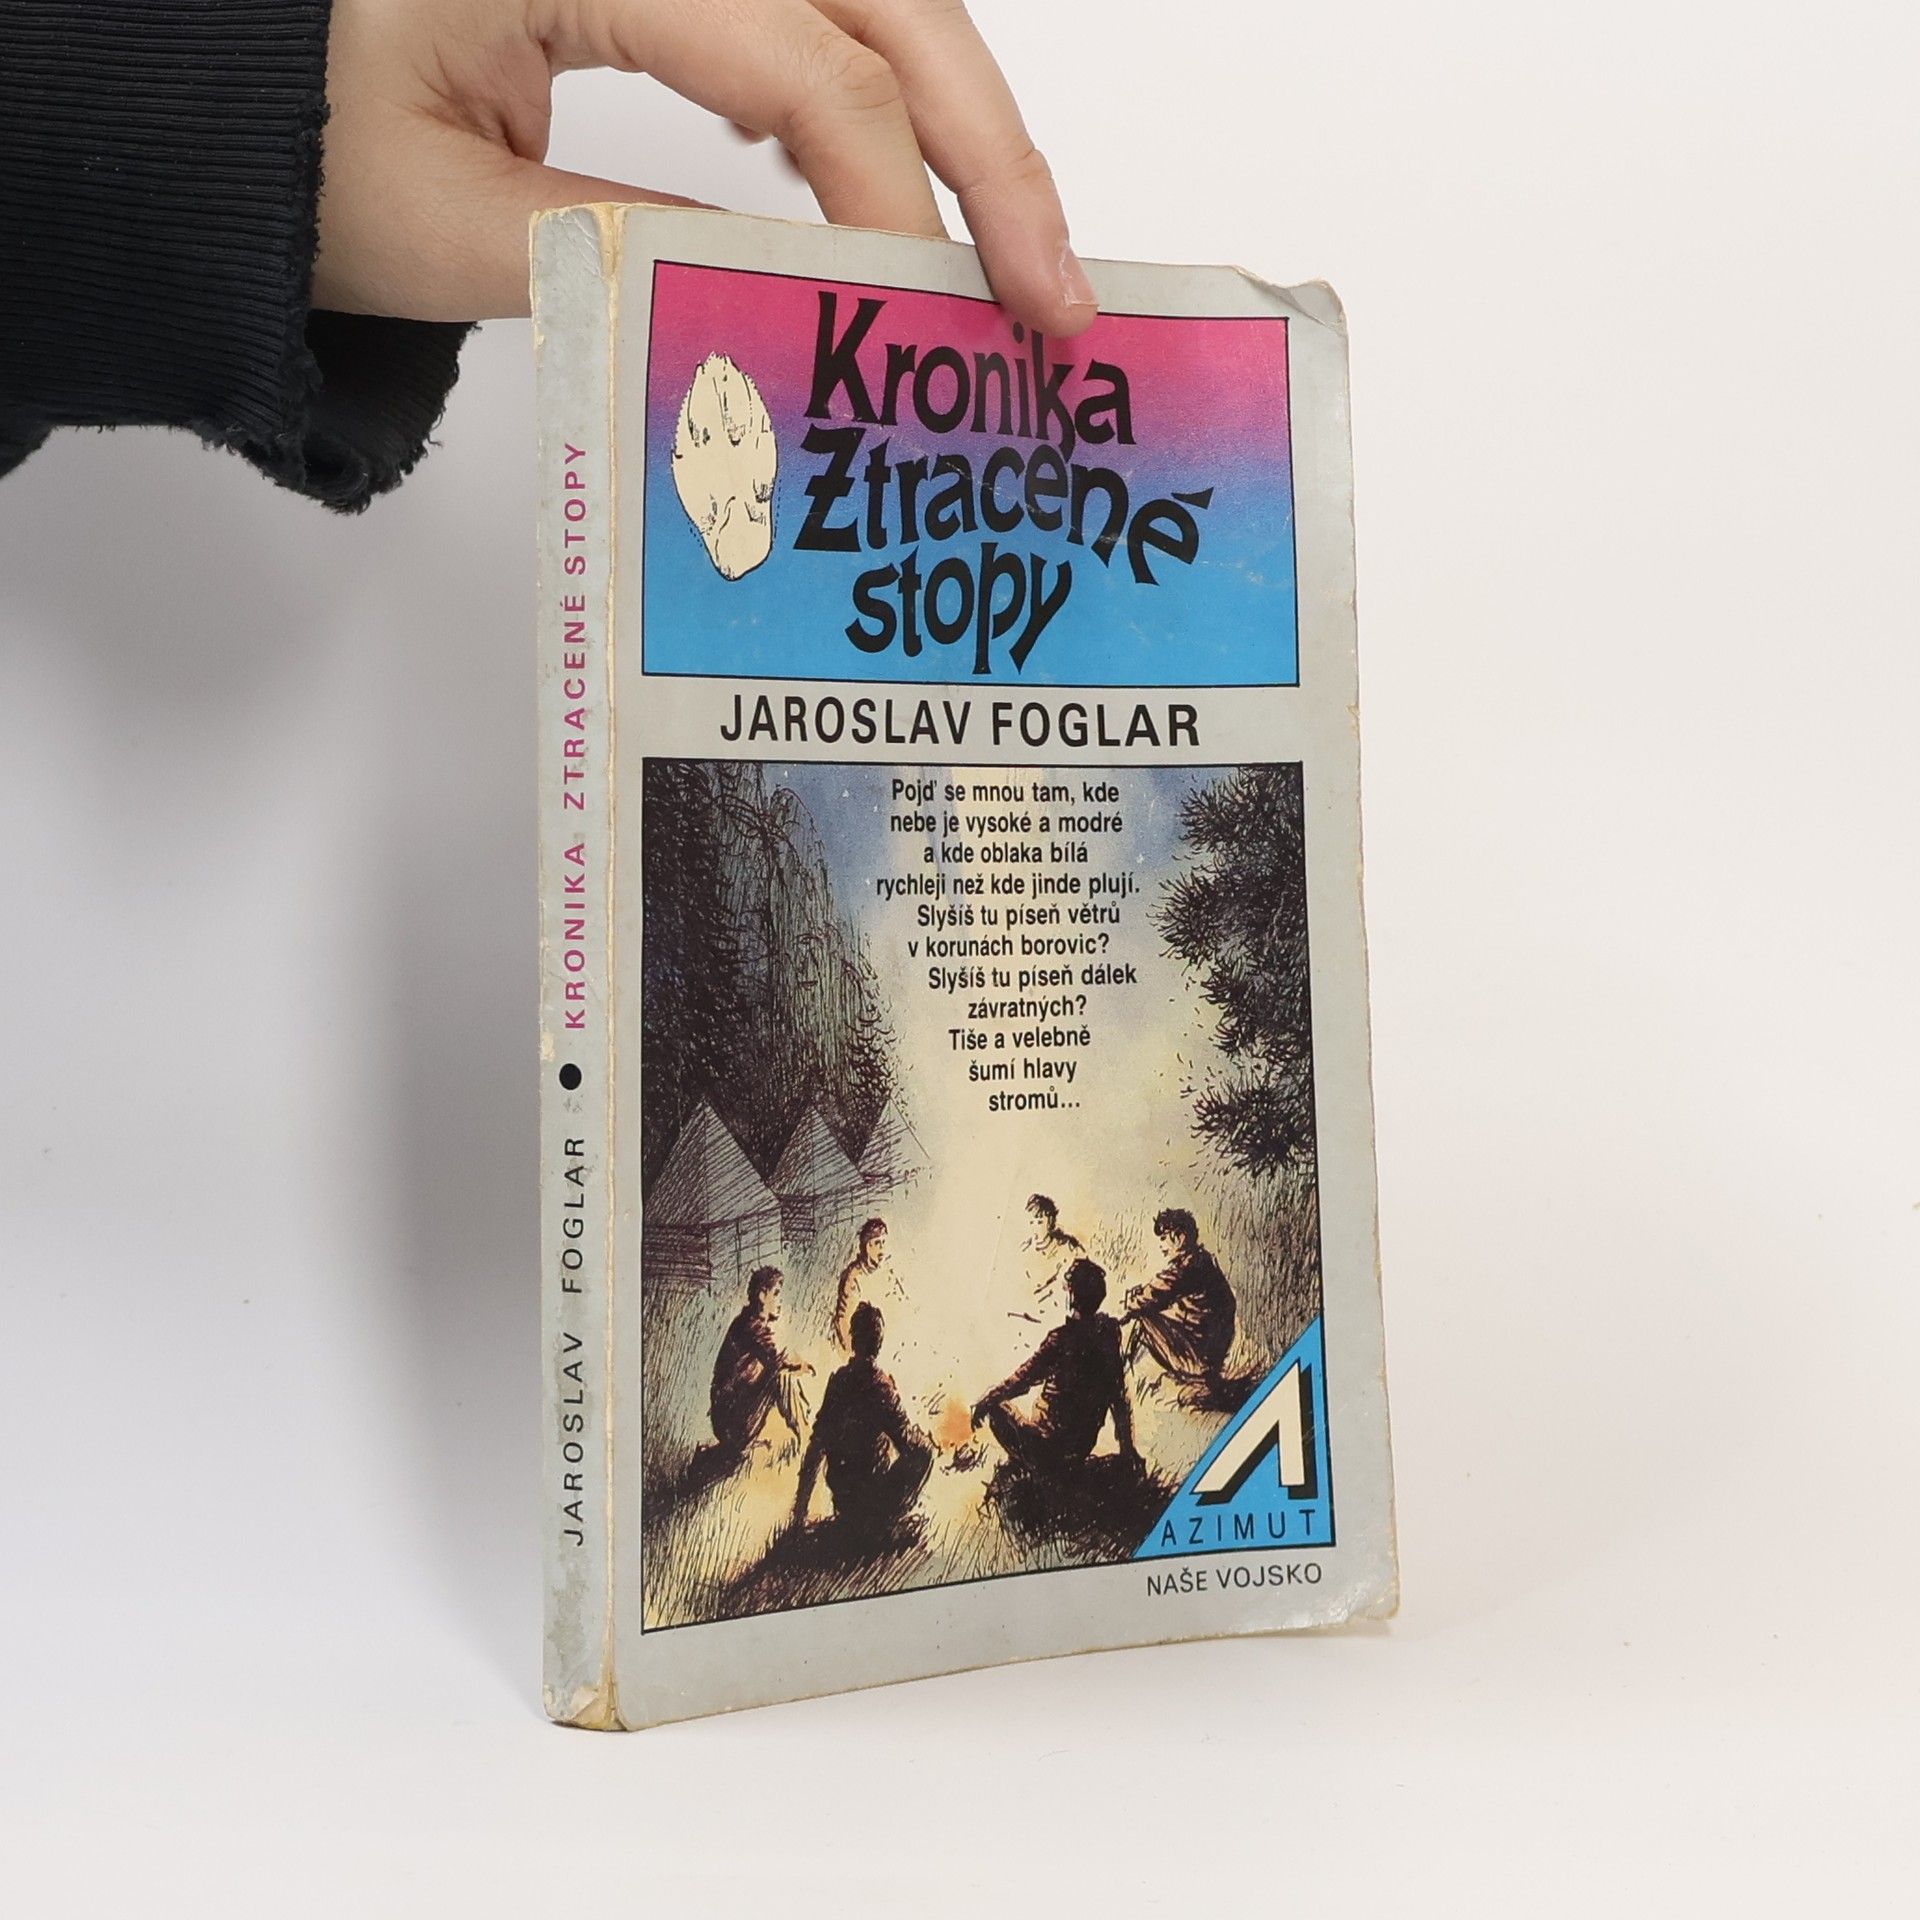 KRONIKA ZTRACENÉ STOPY
JAROSLAV FOGLAR
Kronika
Ztracené
stopy
JAROSLAV FOGLAR
Pojď se mnou tam, kde
nebe je vysoké a modré
a kde oblaka bílá
rychleji než kde jinde plují.
Slyšíš tu píseň větrů
v korunách borovic?
Slyšíš tu píseň dálek
závratných?
Tiše a velebně
šumí hlavy
stromů...
AZIMUT
NAŠE VOJSKO